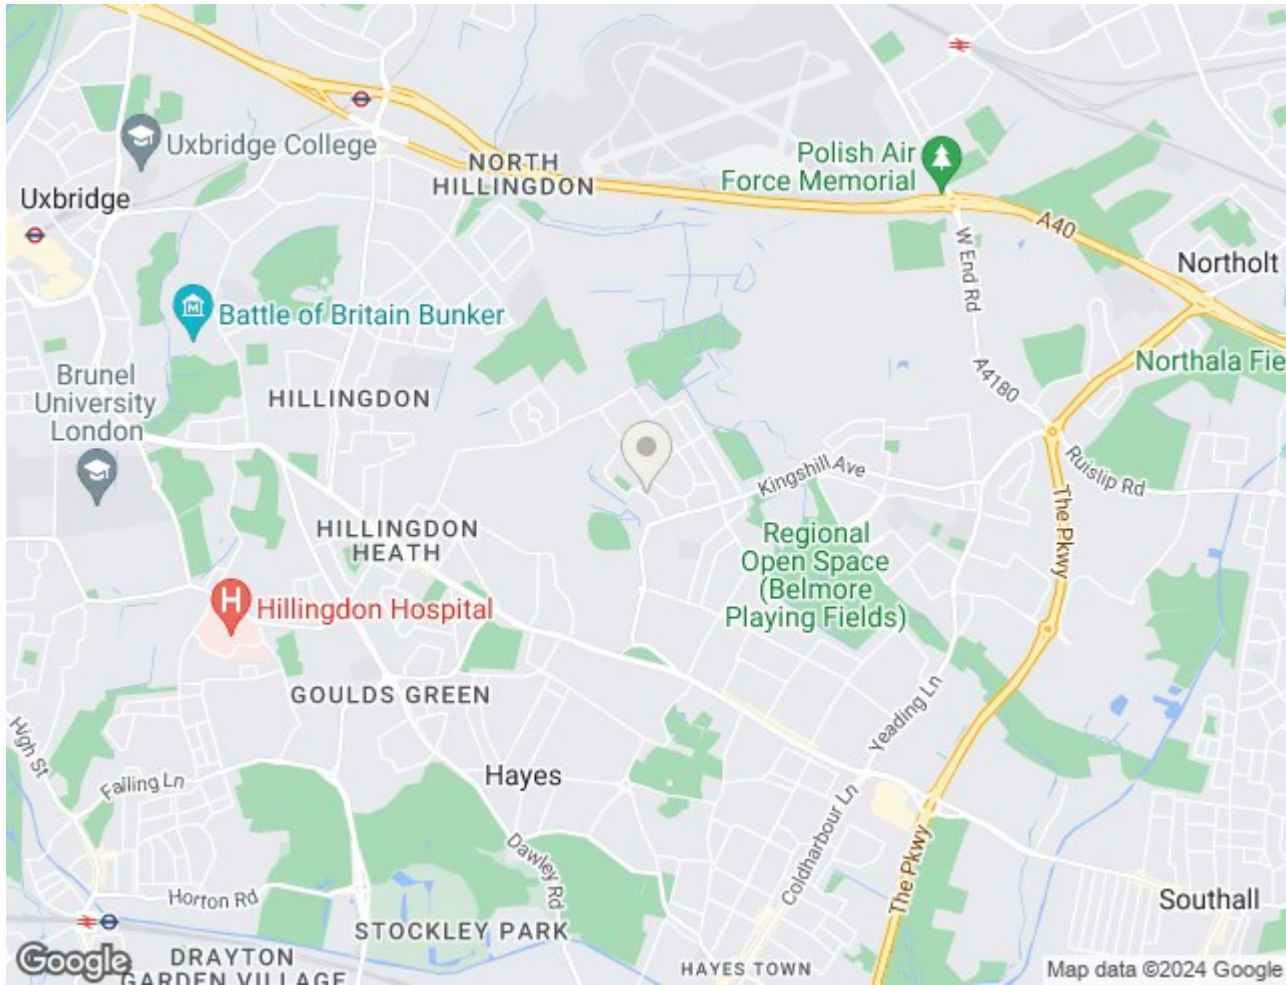 Uxbridge College
NORTH
HILLINGDON
Polish Air
Force Memorial
Uxbridge
A40
W End Rd
Northolt
Battle of Britain Bunker
Northala Fie
A4180
Brunel
University
London
HILLINGDON
Kingshill Ave
Ruislip Rd
The Pkwy
HILLINGDON
HEATH
Regional
Open Space
(Belmore
Playing Fields)
H
Hillingdon Hospital
GOULDS GREEN
Yeading Ln
High St
Falling Ln
Hayes
Coldharbour Ln
Dawley Rd
The Pkwy
Horton Rd
Southall
STOCKLEY PARK
DRAYTON
GARDEN VILLAGE
HAYES TOWN
Google
Map data ©2024 Google
M